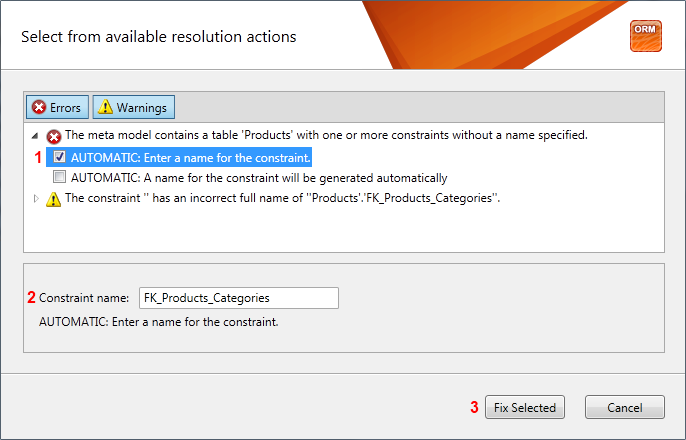 Select from available resolution actions
ORM
Errors Warnings
The meta model contains a table 'Products' with one or more constraints without a name specified.
1 AUTOMATIC: Enter a name for the constraint.
AUTOMATIC: A name for the constraint will be generated automatically
The constraint '' has an incorrect full name of ''Products'.'FK_Products_Categories''.
2 Constraint name: FK_Products_Categories
AUTOMATIC: Enter a name for the constraint.
3 Fix Selected Cancel